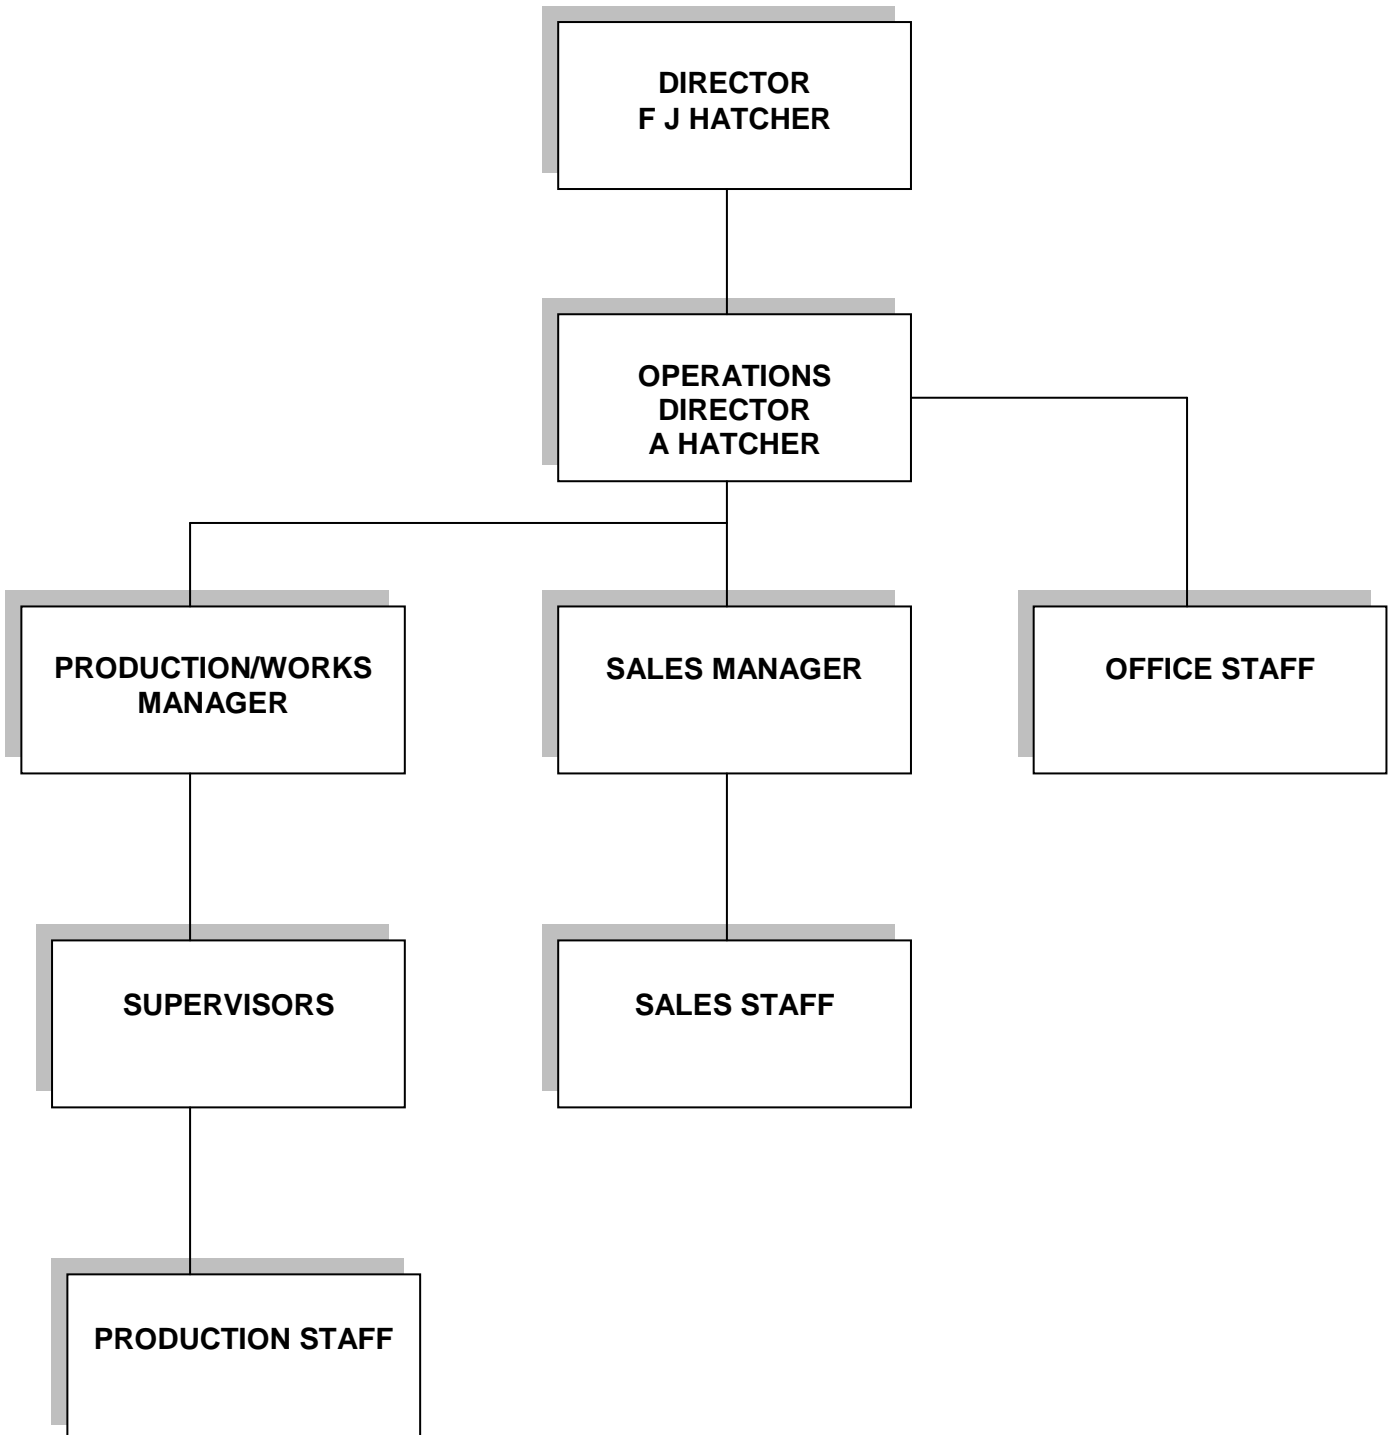 DIRECTOR
F J HATCHER
OPERATIONS
DIRECTOR
A HATCHER
PRODUCTION/WORKS
MANAGER
SALES MANAGER
OFFICE STAFF
SUPERVISORS
SALES STAFF
PRODUCTION STAFF